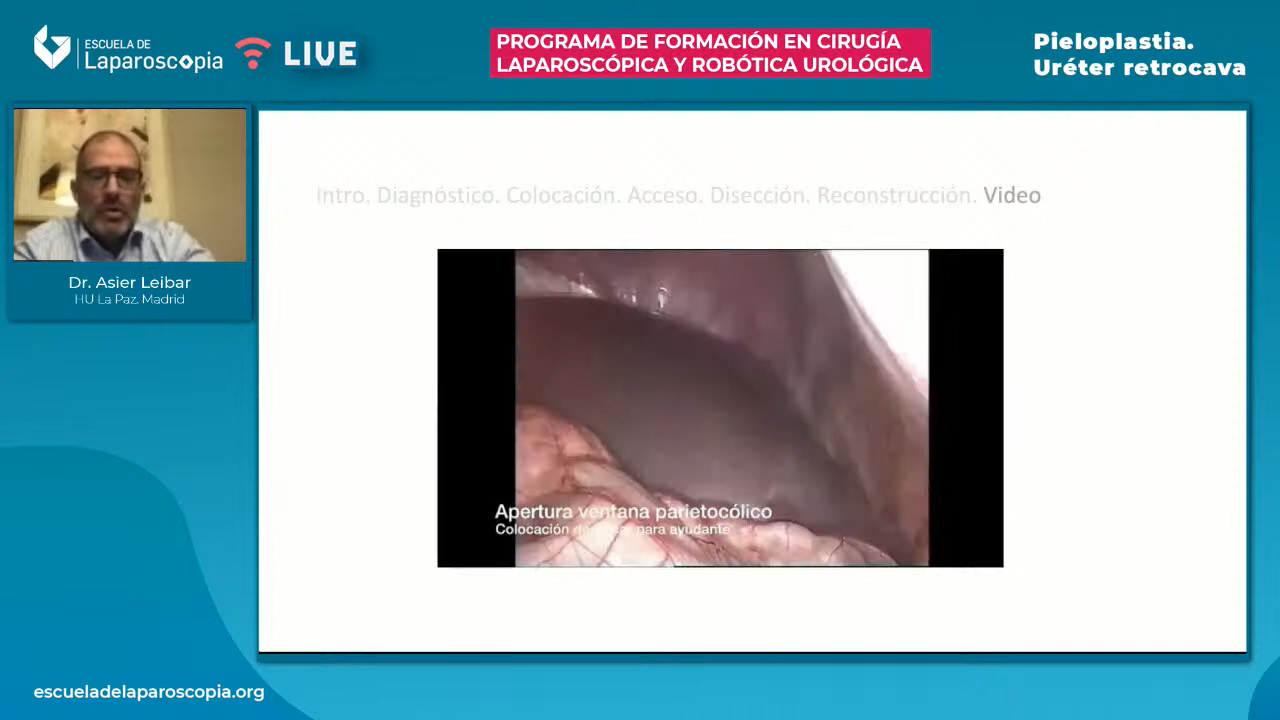 ESCUELA DE
Laparoscopia
LIVE
PROGRAMA DE FORMACIÓN EN CIRUGÍA
LAPAROSCÓPICA Y ROBÓTICA UROLÓGICA
Pieloplastia.
Uréter retrocava
Dr. Asier Leibar
HU La Paz. Madrid
Intro. Diagnóstico. Colocación. Acceso. Disección. Reconstrucción. Video
Apertura ventana parietocólico
Colocación de para ayudante
escueladelaparoscopia.org